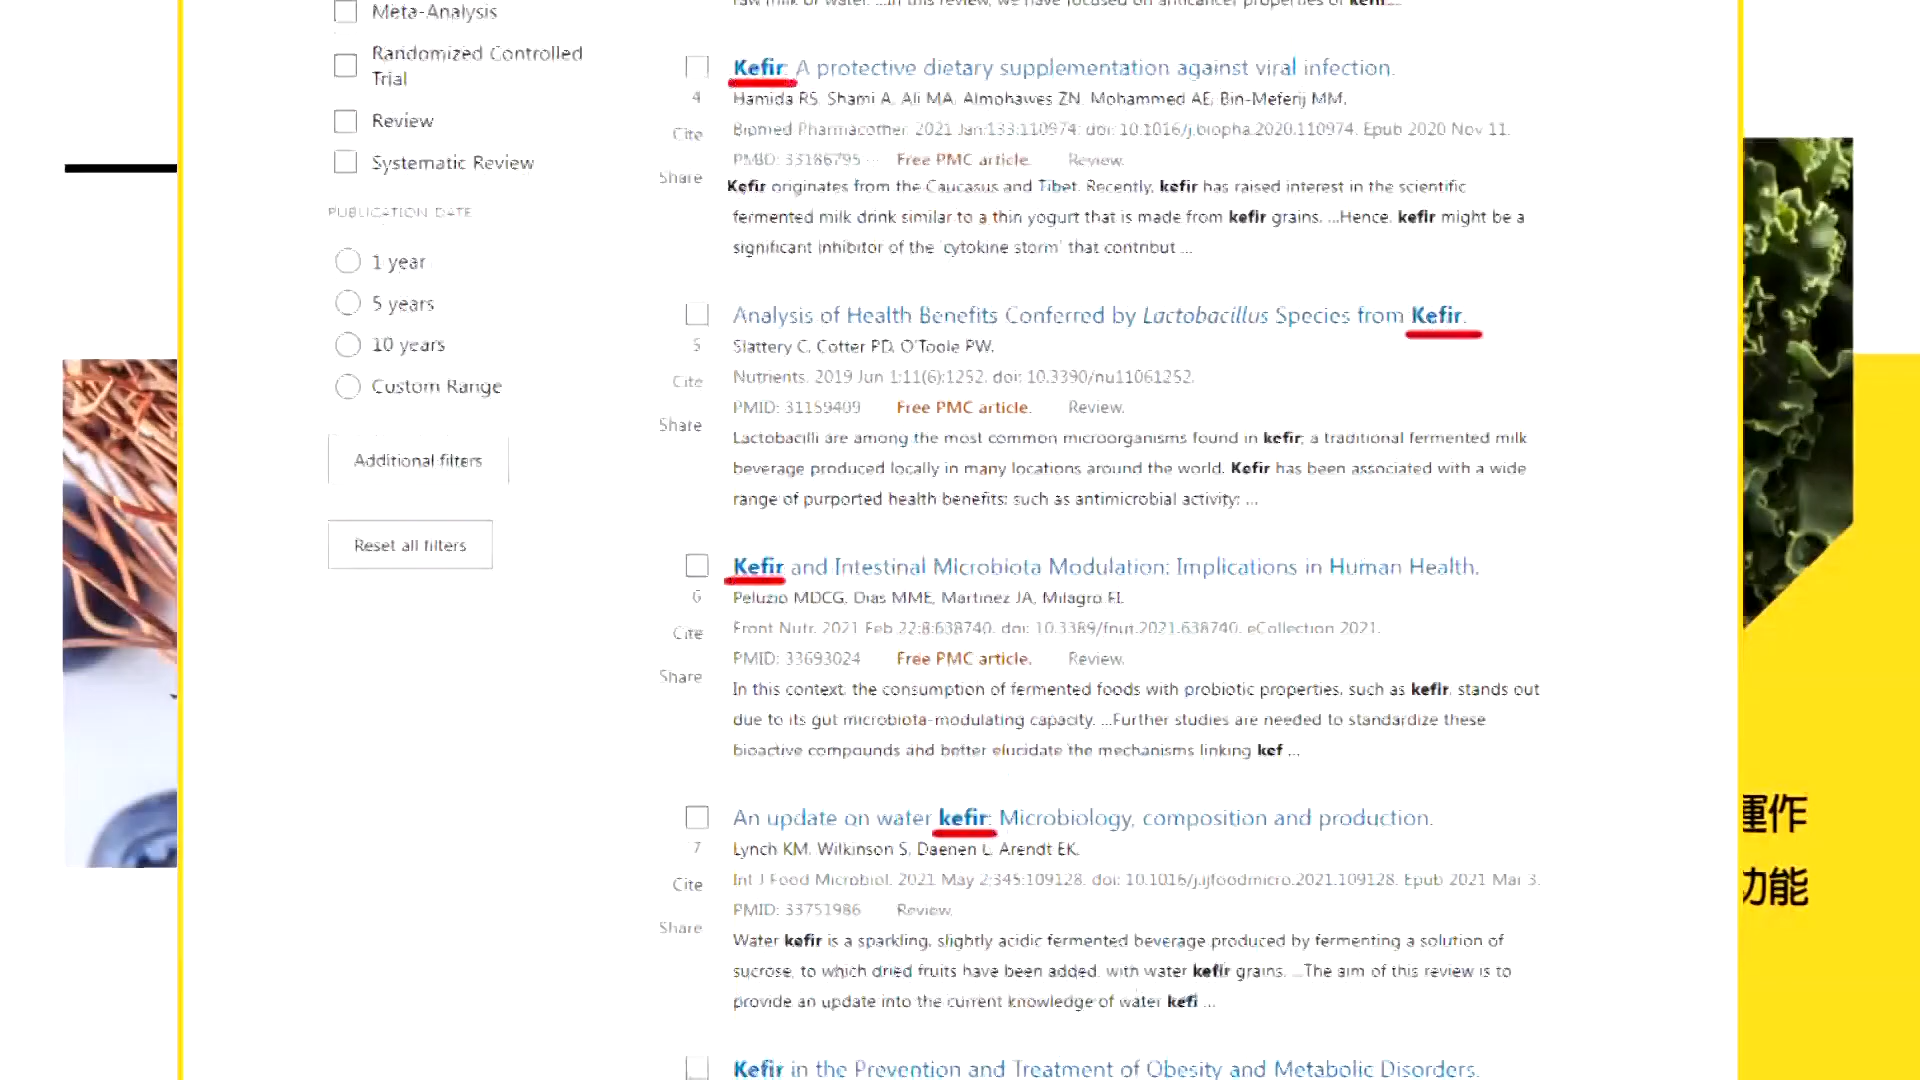 raw milk or water. ...In this review, we have focused on anticancer properties of kefir...
Meta-Analysis
Randomized Controlled
Trial
Review
Systematic Review
PUBLICATION DATE
1 year
5 years
10 years
Custom Range
Additional filters
Reset all filters
Kefir: A protective dietary supplementation against viral infection.
4
Hamida RS, Shami A, Ali MA, Almohawes ZN, Mohammed AE, Bin-Meferij MM.
Cite
Biomed Pharmacother. 2021 Jan;133:110974. doi: 10.1016/j.biopha.2020.110974. Epub 2020 Nov 11.
PMID: 33186795 Free PMC article. Review.
Share
Kefir originates from the Caucasus and Tibet. Recently, kefir has raised interest in the scientific
fermented milk drink similar to a thin yogurt that is made from kefir grains. ...Hence, kefir might be a
significant inhibitor of the 'cytokine storm' that contribut ...
Analysis of Health Benefits Conferred by Lactobacillus Species from Kefir.
5
Slattery C, Cotter PD, O'Toole PW.
Cite
Nutrients. 2019 Jun 1;11(6):1252. doi: 10.3390/nu11061252.
PMID: 31159409 Free PMC article. Review.
Share
Lactobacilli are among the most common microorganisms found in kefir; a traditional fermented milk
beverage produced locally in many locations around the world. Kefir has been associated with a wide
range of purported health benefits; such as antimicrobial activity; ...
Kefir and Intestinal Microbiota Modulation: Implications in Human Health.
6
Peluzio MDCG, Dias MME, Martinez JA, Milagro FI.
Cite
Front Nutr. 2021 Feb 22;8:638740. doi: 10.3389/fnut.2021.638740. eCollection 2021.
PMID: 33693024 Free PMC article. Review.
Share
In this context, the consumption of fermented foods with probiotic properties, such as kefir, stands out
due to its gut microbiota-modulating capacity. ...Further studies are needed to standardize these
bioactive compounds and better elucidate the mechanisms linking kef ...
An update on water kefir: Microbiology, composition and production.
7
Lynch KM, Wilkinson S, Daenen L, Arendt EK.
Cite
Int J Food Microbiol. 2021 May 2;345:109128. doi: 10.1016/j.ijfoodmicro.2021.109128. Epub 2021 Mar 3.
PMID: 33751986 Review.
Share
Water kefir is a sparkling, slightly acidic fermented beverage produced by fermenting a solution of
sucrose, to which dried fruits have been added, with water kefir grains. ...The aim of this review is to
provide an update into the current knowledge of water kefi ...
Kefir in the Prevention and Treatment of Obesity and Metabolic Disorders.
運作
功能